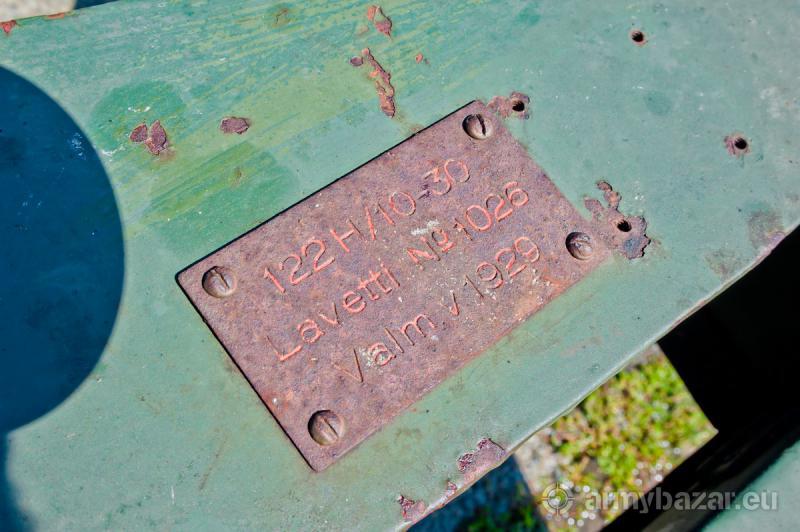 122 H/10-30
Lavetti № 1026
Valm. v 1929
armybazar.eu